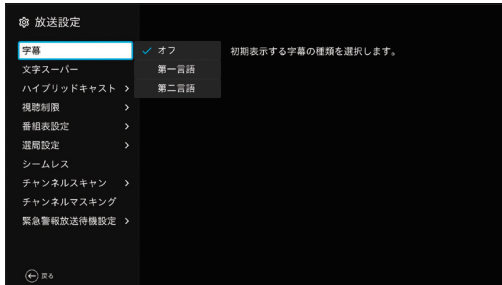 放送設定
字幕
オフ
初期表示する字幕の種類を選択します。
文字スーパー
第一言語
ハイブリッドキャスト
第二言語
視聴制限
番組表設定
選局設定
シームレス
チャンネルスキャン
チャンネルマスキング
緊急警報放送待機設定
戻る